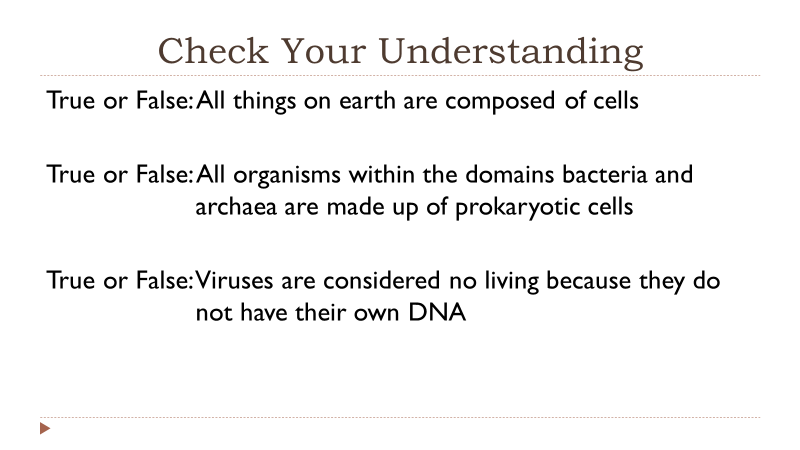 Check Your Understanding
True or False: All things on earth are composed of cells
True or False: All organisms within the domains bacteria and
archaea are made up of prokaryotic cells
True or False: Viruses are considered no living because they do
not have their own DNA